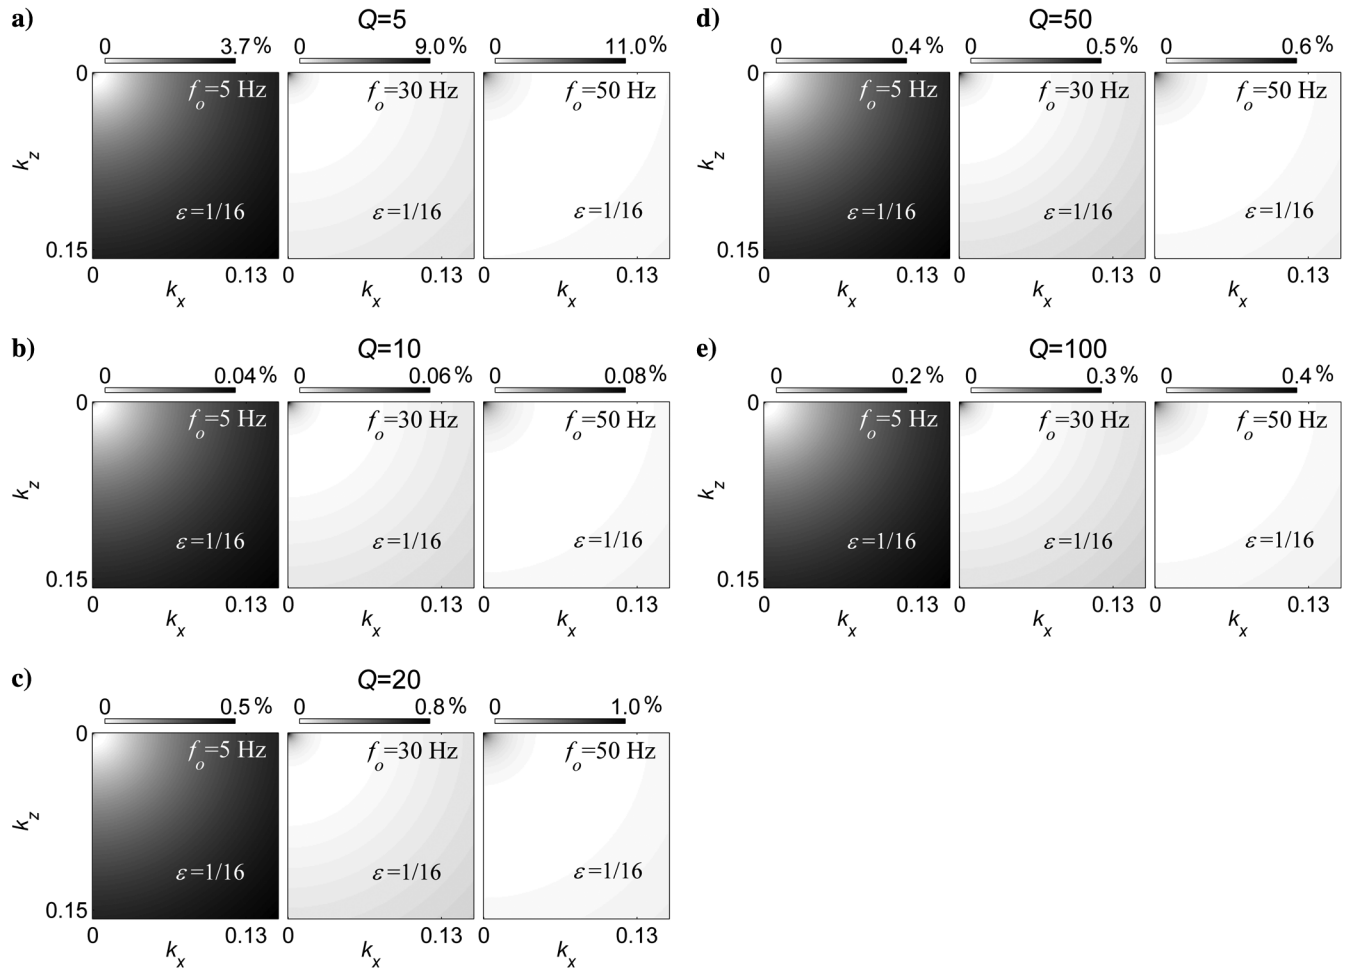 a) Q=5
0 3.7 % 0 9.0 % 0 11.0 %
0 f_o=5 Hz f_o=30 Hz f_o=50 Hz
k_z
ε=1/16 ε=1/16 ε=1/16
0.15
0 0.13 0 0.13 0 0.13
k_x k_x k_x
b) Q=10
0 0.04 % 0 0.06 % 0 0.08 %
0 f_o=5 Hz f_o=30 Hz f_o=50 Hz
k_z
ε=1/16 ε=1/16 ε=1/16
0.15
0 0.13 0 0.13 0 0.13
k_x k_x k_x
c) Q=20
0 0.5 % 0 0.8 % 0 1.0 %
0 f_o=5 Hz f_o=30 Hz f_o=50 Hz
k_z
ε=1/16 ε=1/16 ε=1/16
0.15
0 0.13 0 0.13 0 0.13
k_x k_x k_x
d) Q=50
0 0.4 % 0 0.5 % 0 0.6 %
0 f_o=5 Hz f_o=30 Hz f_o=50 Hz
k_z
ε=1/16 ε=1/16 ε=1/16
0.15
0 0.13 0 0.13 0 0.13
k_x k_x k_x
e) Q=100
0 0.2 % 0 0.3 % 0 0.4 %
0 f_o=5 Hz f_o=30 Hz f_o=50 Hz
k_z
ε=1/16 ε=1/16 ε=1/16
0.15
0 0.13 0 0.13 0 0.13
k_x k_x k_x